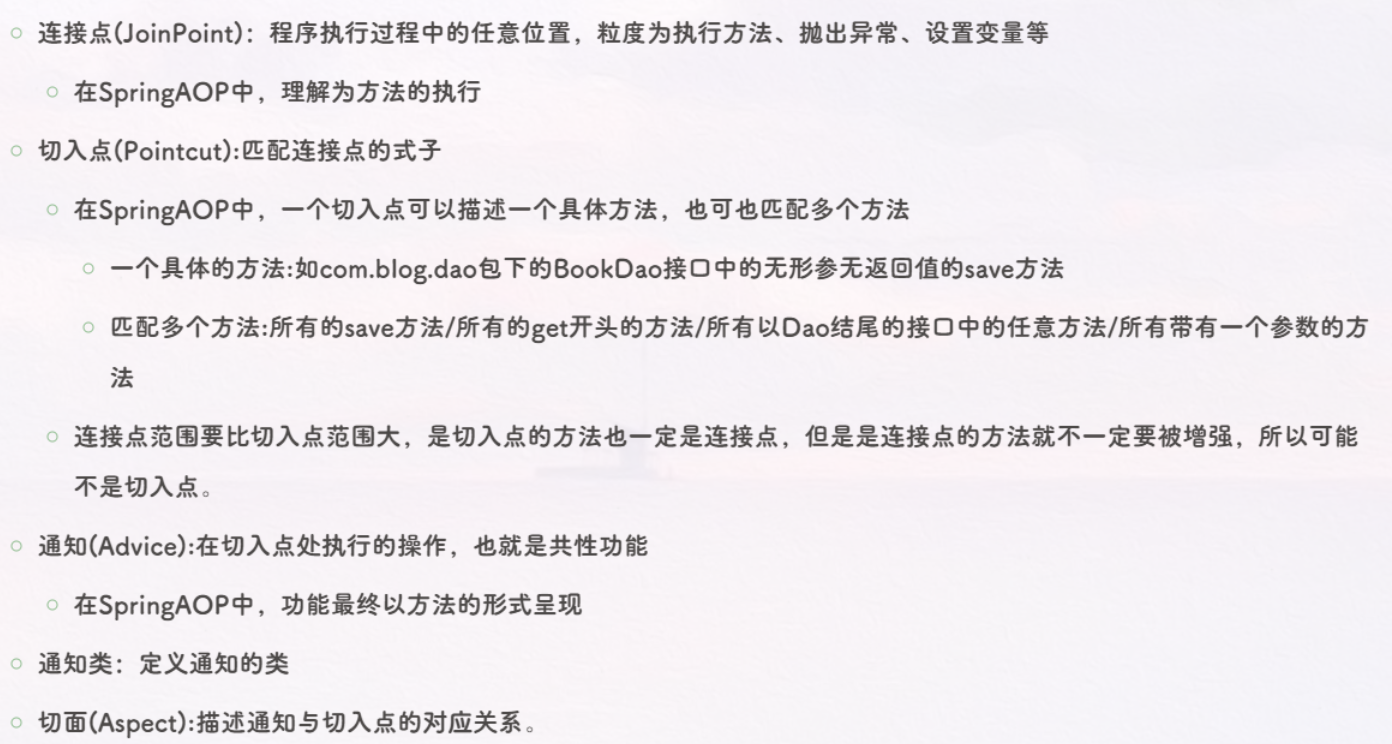 连接点(JoinPoint)：程序执行过程中的任意位置，粒度为执行方法、抛出异常、设置变量等
在SpringAOP中，理解为方法的执行
切入点(Pointcut):匹配连接点的式子
在SpringAOP中，一个切入点可以描述一个具体方法，也可也匹配多个方法
一个具体的方法:如com.blog.dao包下的BookDao接口中的无形参无返回值的save方法
匹配多个方法:所有的save方法/所有的get开头的方法/所有以Dao结尾的接口中的任意方法/所有带有一个参数的方
法
连接点范围要比切入点范围大，是切入点的方法也一定是连接点，但是是连接点的方法就不一定要被增强，所以可能
不是切入点。
通知(Advice):在切入点处执行的操作，也就是共性功能
在SpringAOP中，功能最终以方法的形式呈现
通知类：定义通知的类
切面(Aspect):描述通知与切入点的对应关系。